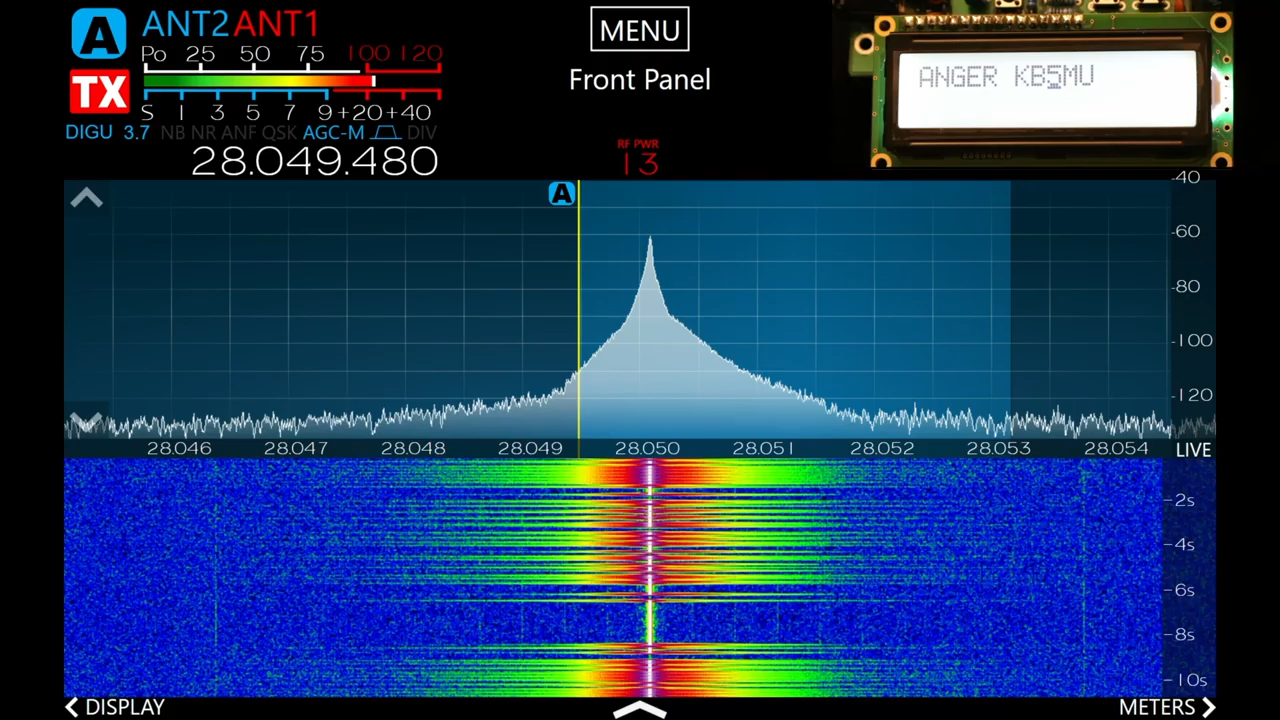 A ANT2 ANT1 MENU
Po 25 50 75 100 120 Front Panel
TX
S 1 3 5 7 9 +20 +40
DIGU 3.7 NB NR ANF QSK AGC-M DIV
28.049.480
RF PWR
13
ANGER KB5MU
A
-40
-60
-80
-100
-120
28.046 28.047 28.048 28.049 28.050 28.051 28.052 28.053 28.054 LIVE
2s
4s
6s
8s
10s
DISPLAY METERS